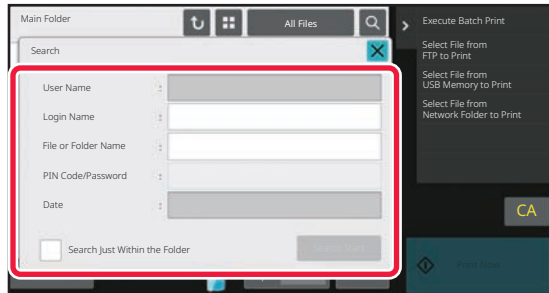 Main Folder
All Files
Execute Batch Print
Search
Select File from
FTP to Print
Select File from
USB Memory to Print
Select File from
Network Folder to Print
User Name :
Login Name :
File or Folder Name :
PIN Code/Password :
Date :
CA
Search Just Within the Folder
Search Start
Print Now